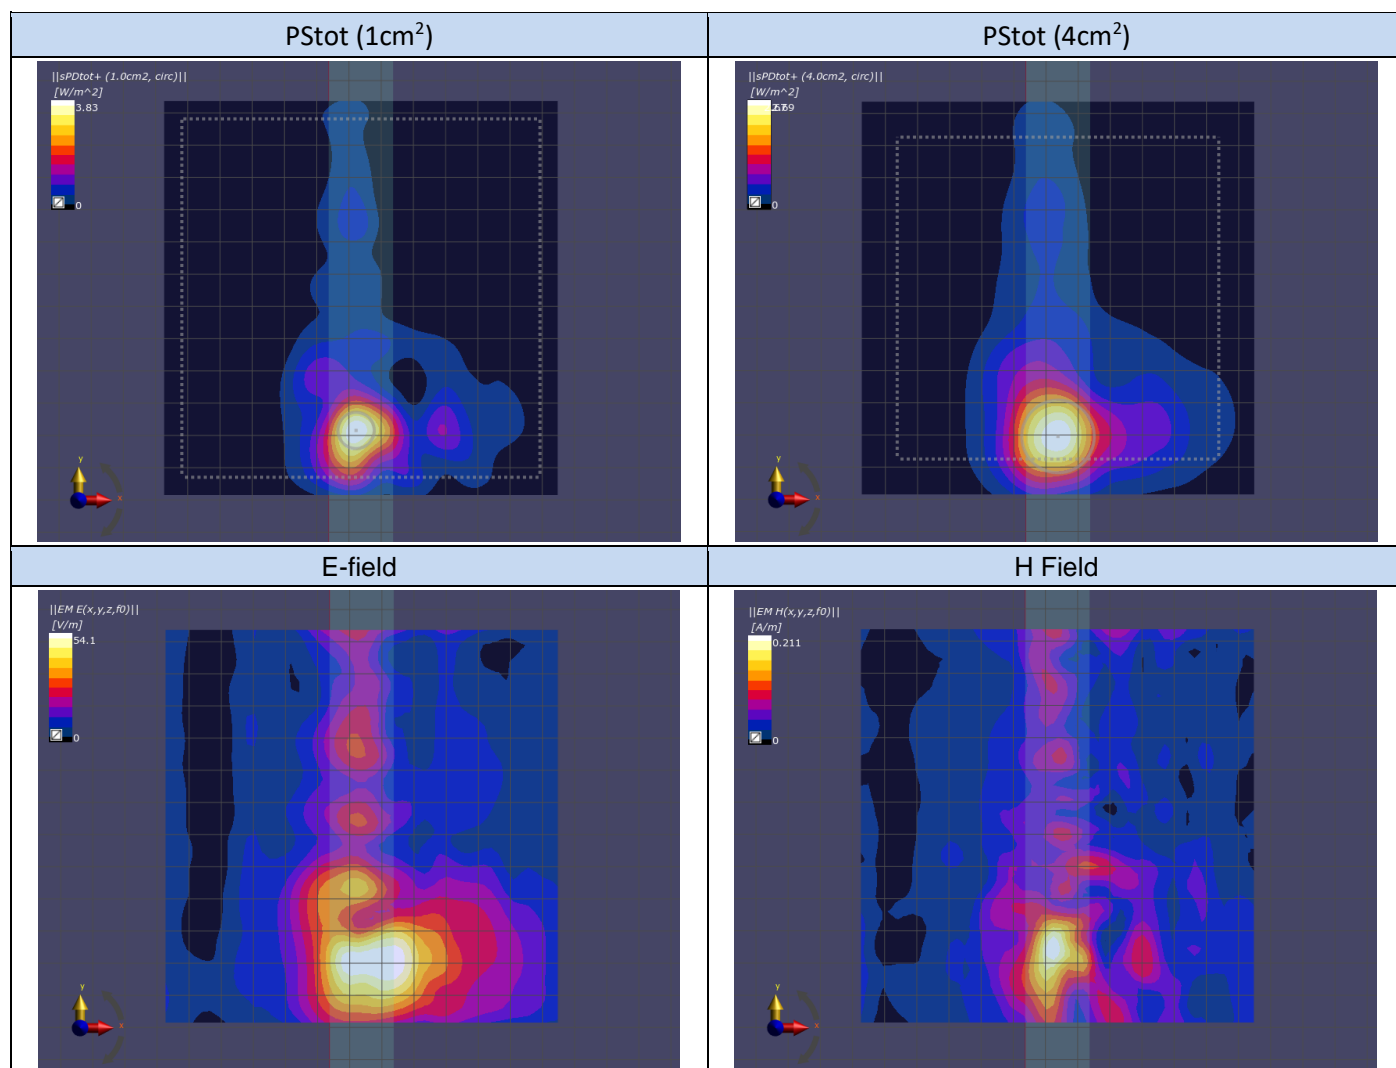 PStot (1cm²)
PStot (4cm²)
||sPDtot+ (1.0cm2, circ)||
[W/m^2]
3.83
0
y
x
||sPDtot+ (4.0cm2, circ)||
[W/m^2]
0
y
x
E-field
H Field
||EM E(x,y,z,f0)||
[V/m]
54.1
0
y
x
||EM H(x,y,z,f0)||
[A/m]
0.211
0
y
x